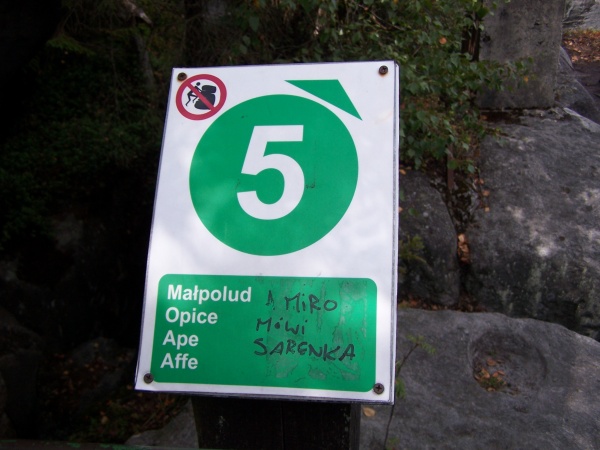 5
Małpolud
Opice
Ape
Affe
A MiRO
MÓWi
SARENKA